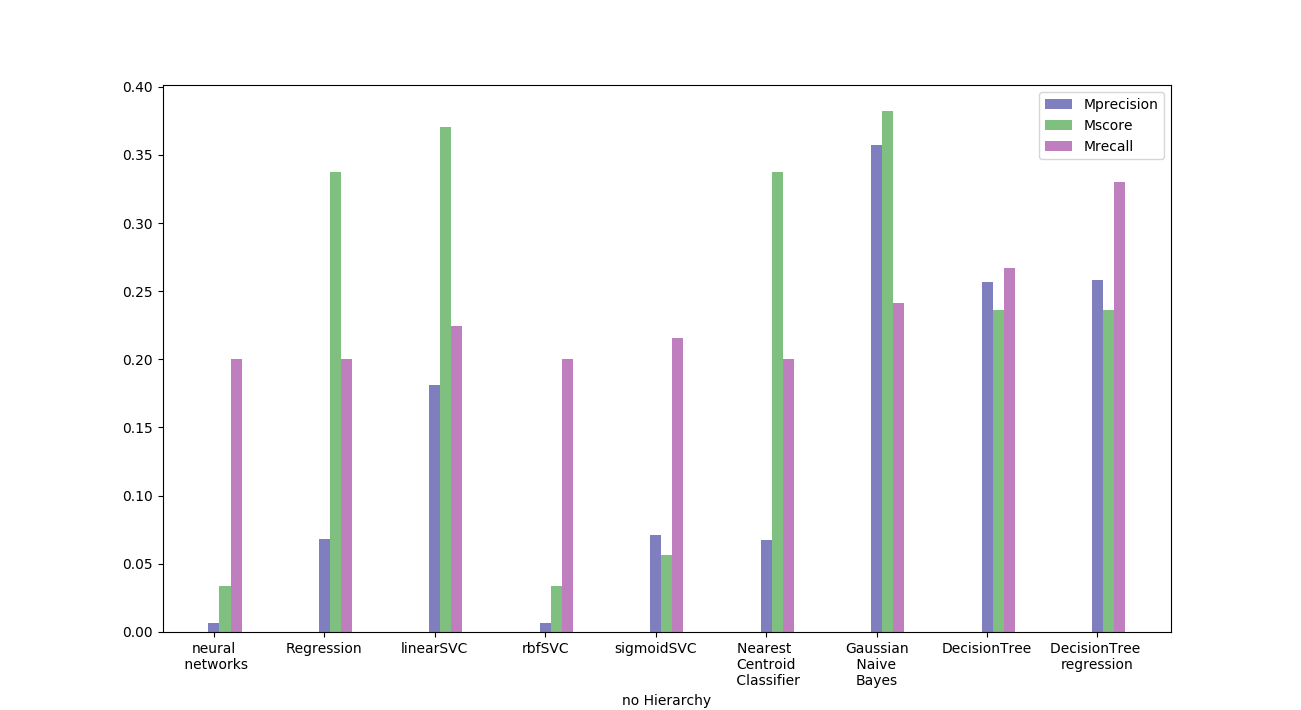 0.40
0.35
0.30
0.25
0.20
0.15
0.10
0.05
0.00
Mprecision
Mscore
Mrecall
neural
networks
Regression
linearSVC
rbfSVC
sigmoidSVC
Nearest
Centroid
Classifier
Gaussian
Naive
Bayes
DecisionTree
DecisionTree
regression
no Hierarchy